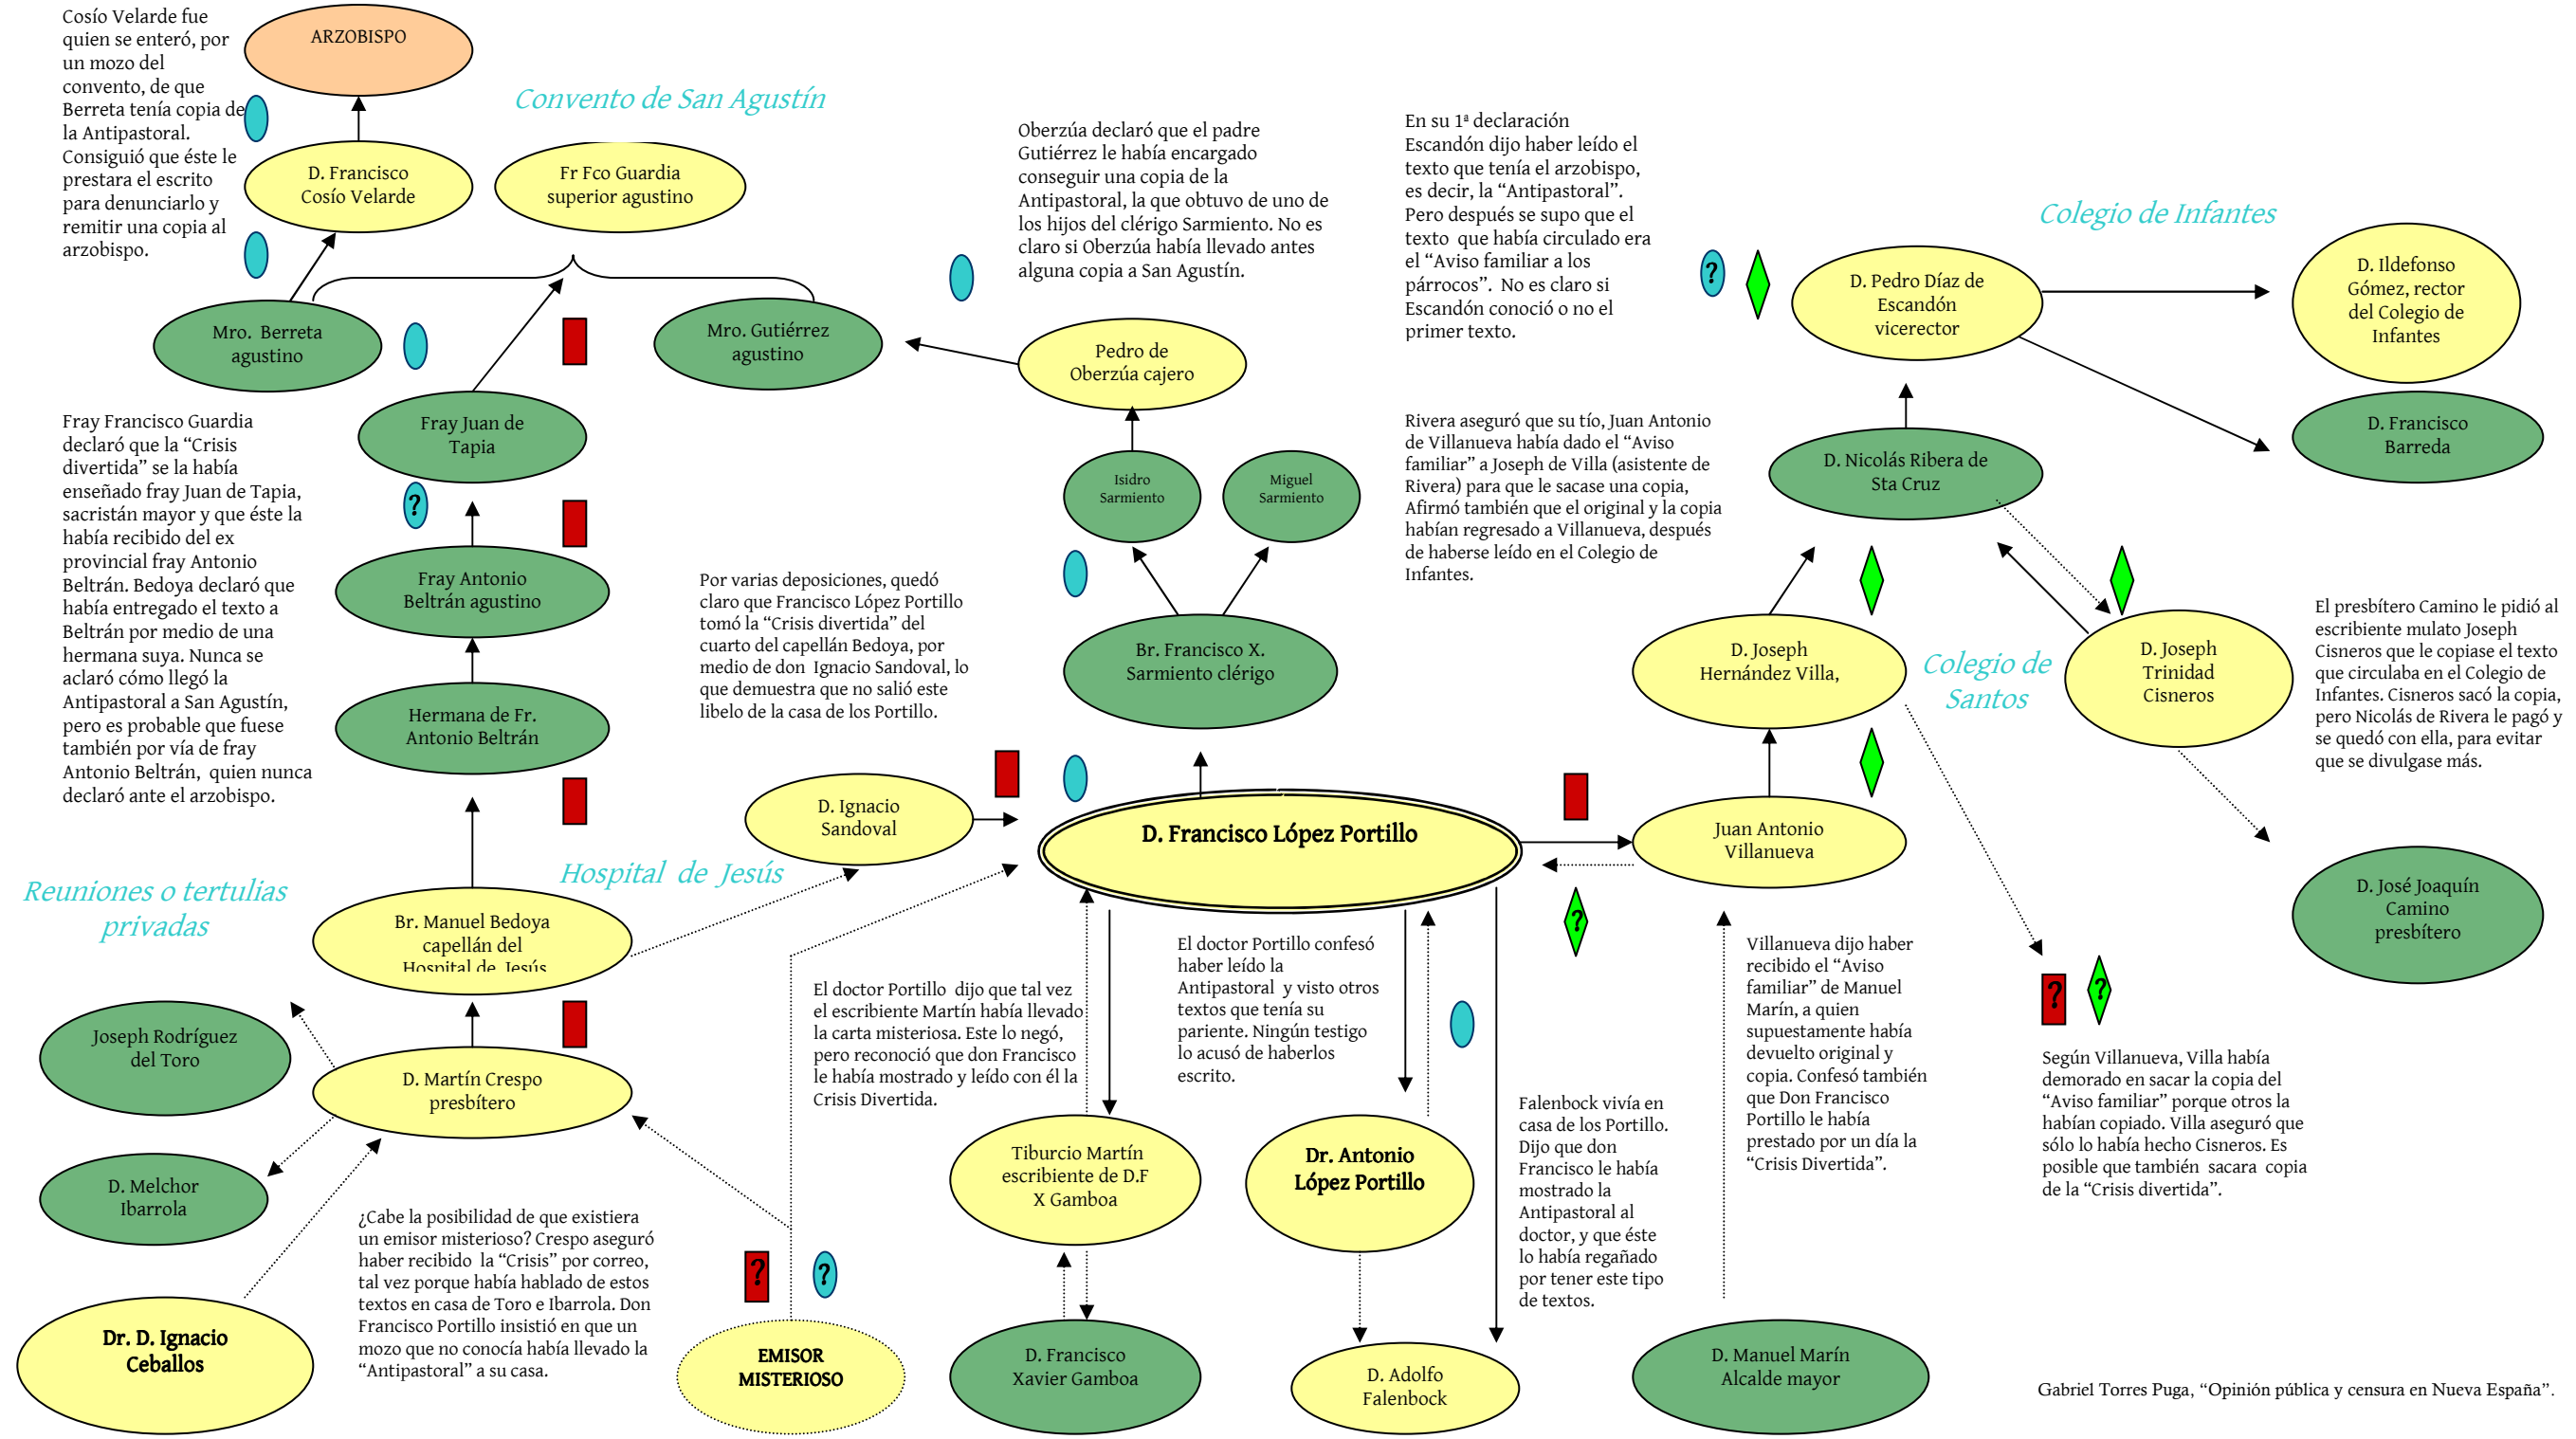 Cosío Velarde fue
quien se enteró, por
un mozo del
convento, de que
Berreta tenía copia de
la Antipastoral.
Consiguió que éste le
prestara el escrito
para denunciarlo y
remitir una copia al
arzobispo.
ARZOBISPO
Convento de San Agustín
D. Francisco
Cosío Velarde
Fr Fco Guardia
superior agustino
Oberzúa declaró que el padre
Gutiérrez le había encargado
conseguir una copia de la
Antipastoral, la que obtuvo de uno de
los hijos del clérigo Sarmiento. No es
claro si Oberzúa había llevado antes
alguna copia a San Agustín.
En su 1ª declaración
Escandón dijo haber leído el
texto que tenía el arzobispo,
es decir, la “Antipastoral”.
Pero después se supo que el
texto que había circulado era
el “Aviso familiar a los
párrocos”. No es claro si
Escandón conoció o no el
primer texto.
?
Colegio de Infantes
D. Pedro Díaz de
Escandón
vicerector
D. Ildefonso
Gómez, rector
del Colegio de
Infantes
Mro. Berreta
agustino
Mro. Gutiérrez
agustino
Pedro de
Oberzúa cajero
D. Francisco
Barreda
Fray Francisco Guardia
declaró que la “Crisis
divertida” se la había
enseñado fray Juan de Tapia,
sacristán mayor y que éste la
había recibido del ex
provincial fray Antonio
Beltrán. Bedoya declaró que
había entregado el texto a
Beltrán por medio de una
hermana suya. Nunca se
aclaró cómo llegó la
Antipastoral a San Agustín,
pero es probable que fuese
también por vía de fray
Antonio Beltrán, quien nunca
declaró ante el arzobispo.
Fray Juan de
Tapia
?
Fray Antonio
Beltrán agustino
Hermana de Fr.
Antonio Beltrán
Isidro
Sarmiento
Miguel
Sarmiento
Rivera aseguró que su tío, Juan Antonio
de Villanueva había dado el “Aviso
familiar” a Joseph de Villa (asistente de
Rivera) para que le sacase una copia,
Afirmó también que el original y la copia
habían regresado a Villanueva, después
de haberse leído en el Colegio de
Infantes.
D. Nicolás Ribera de
Sta Cruz
Por varias deposiciones, quedó
claro que Francisco López Portillo
tomó la “Crisis divertida” del
cuarto del capellán Bedoya, por
medio de don Ignacio Sandoval, lo
que demuestra que no salió este
libelo de la casa de los Portillo.
Br. Francisco X.
Sarmiento clérigo
D. Joseph
Hernández Villa,
Colegio de
Santos
D. Joseph
Trinidad
Cisneros
El presbítero Camino le pidió al
escribiente mulato Joseph
Cisneros que le copiase el texto
que circulaba en el Colegio de
Infantes. Cisneros sacó la copia,
pero Nicolás de Rivera le pagó y
se quedó con ella, para evitar
que se divulgase más.
D. Ignacio
Sandoval
D. Francisco López Portillo
Juan Antonio
Villanueva
Hospital de Jesús
Reuniones o tertulias
privadas
Br. Manuel Bedoya
capellán del
Hospital de Jesús
?
D. José Joaquín
Camino
presbítero
Joseph Rodríguez
del Toro
D. Martín Crespo
presbítero
D. Melchor
Ibarrola
El doctor Portillo dijo que tal vez
el escribiente Martín había llevado
la carta misteriosa. Este lo negó,
pero reconoció que don Francisco
le había mostrado y leído con él la
Crisis Divertida.
El doctor Portillo confesó
haber leído la
Antipastoral y visto otros
textos que tenía su
pariente. Ningún testigo
lo acusó de haberlos
escrito.
Villanueva dijo haber
recibido el “Aviso
familiar” de Manuel
Marín, a quien
supuestamente había
devuelto original y
copia. Confesó también
que Don Francisco
Portillo le había
prestado por un día la
“Crisis Divertida”.
?
?
Según Villanueva, Villa había
demorado en sacar la copia del
“Aviso familiar” porque otros la
habían copiado. Villa aseguró que
sólo lo había hecho Cisneros. Es
posible que también sacara copia
de la “Crisis divertida”.
Tiburcio Martín
escribiente de D.F
X Gamboa
Dr. Antonio
López Portillo
Falenbock vivía en
casa de los Portillo.
Dijo que don
Francisco le había
mostrado la
Antipastoral al
doctor, y que éste
lo había regañado
por tener este tipo
de textos.
¿Cabe la posibilidad de que existiera
un emisor misterioso? Crespo aseguró
haber recibido la “Crisis” por correo,
tal vez porque había hablado de estos
textos en casa de Toro e Ibarrola. Don
Francisco Portillo insistió en que un
mozo que no conocía había llevado la
“Antipastoral” a su casa.
?
?
Dr. D. Ignacio
Ceballos
EMISOR
MISTERIOSO
D. Francisco
Xavier Gamboa
D. Adolfo
Falenbock
D. Manuel Marín
Alcalde mayor
Gabriel Torres Puga, “Opinión pública y censura en Nueva España”.